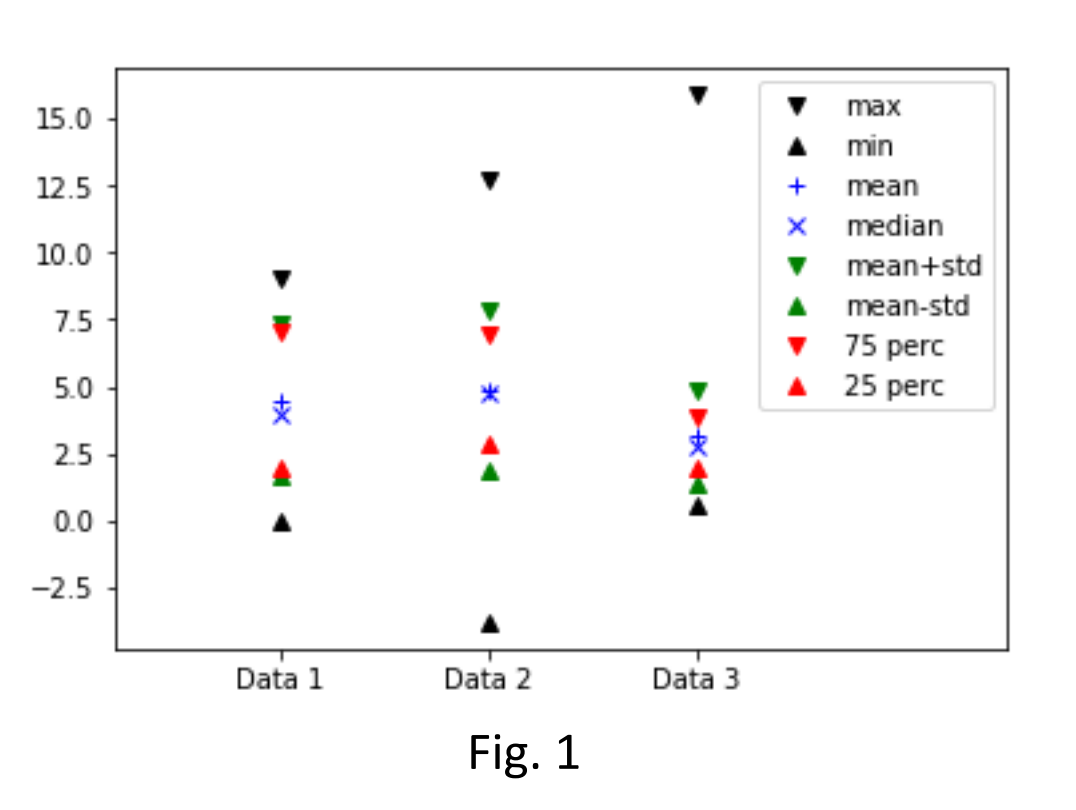 15.0
12.5
10.0
7.5
5.0
2.5
0.0
−2.5
max
min
mean
median
mean+std
mean-std
75 perc
25 perc
Data 1 Data 2 Data 3
Fig. 1